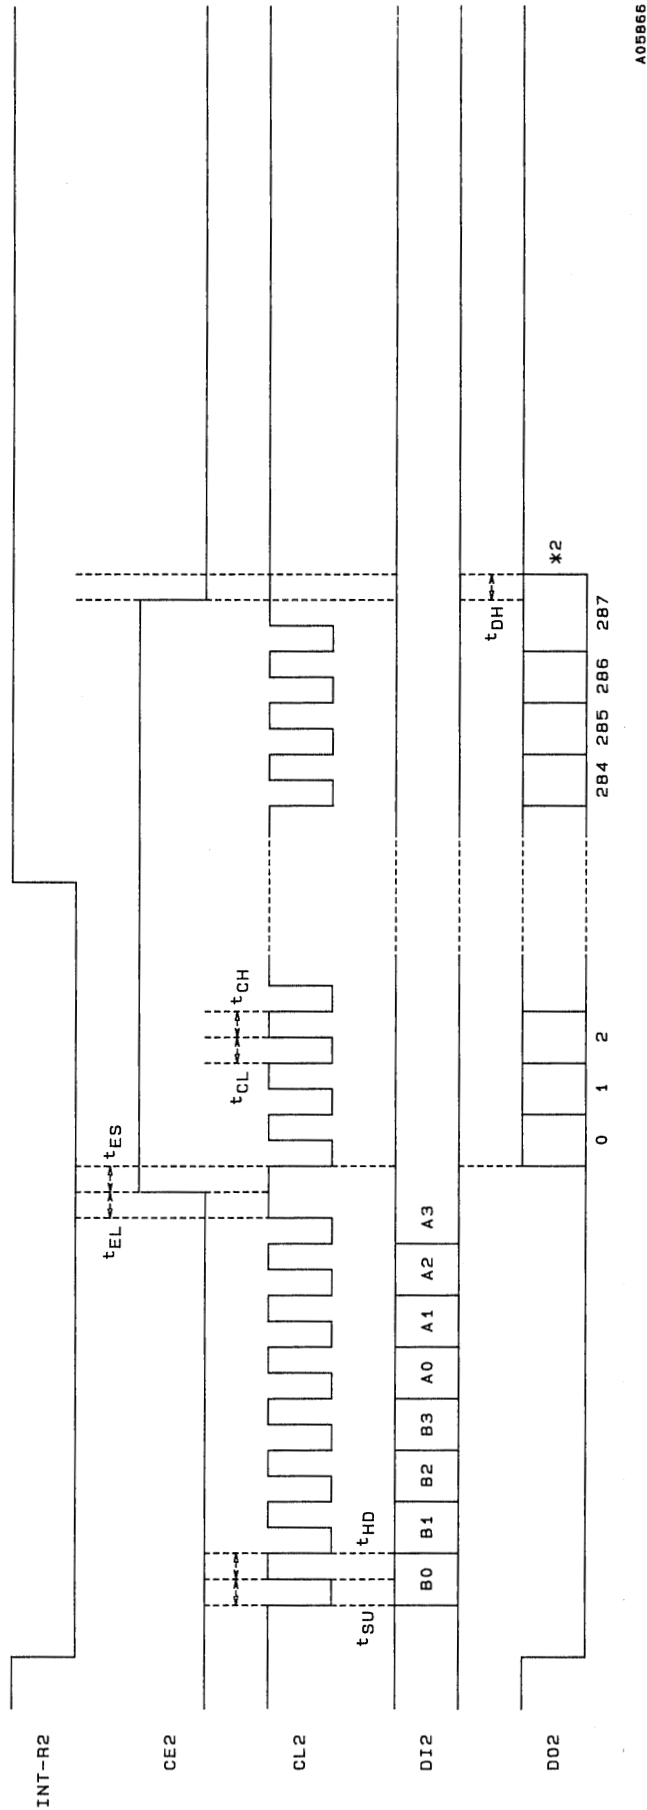 INT-R2
CE2
CL2
DI2
DO2
tEL
tES
tCL
tCH
tSU
tHD
B0 B1 B2 B3 A0 A1 A2 A3
tDH
*2
0 1 2 284 285 286 287
A05866